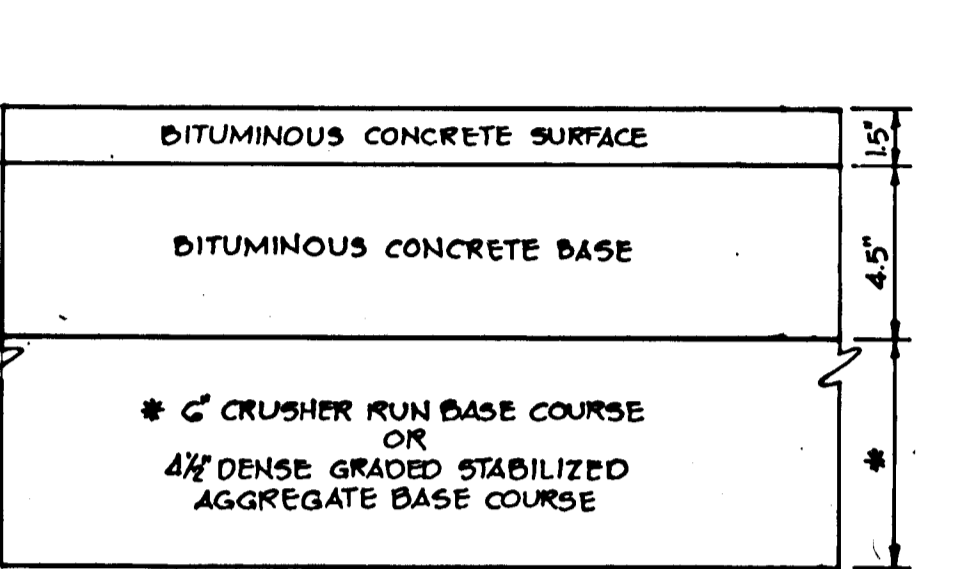 BITUMINOUS CONCRETE SURFACE
1.5"
BITUMINOUS CONCRETE BASE
4.5"
* 6" CRUSHER RUN BASE COURSE
OR
4½" DENSE GRADED STABILIZED
AGGREGATE BASE COURSE
*